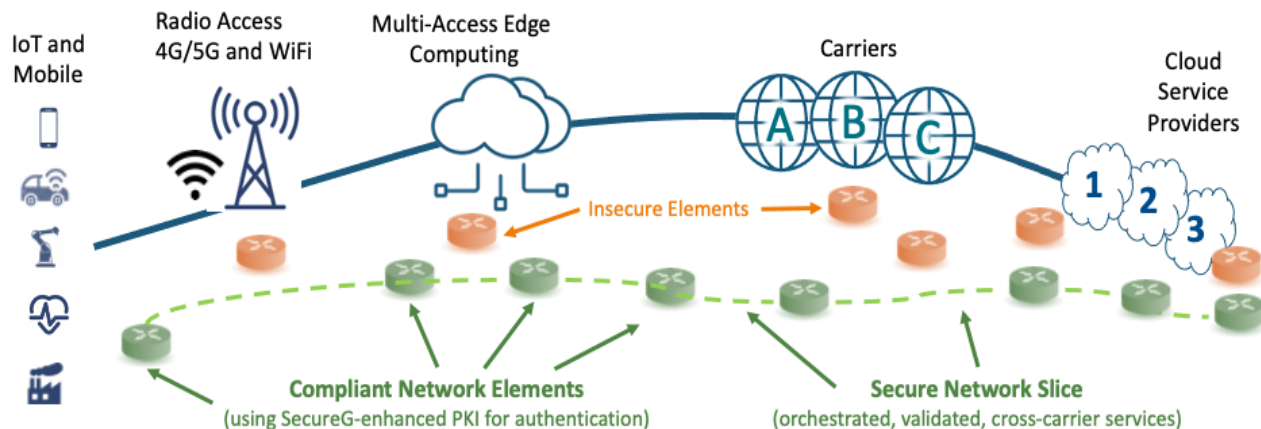 IoT and
Mobile
Radio Access
4G/5G and WiFi
Multi-Access Edge
Computing
Carriers
A
B
C
Cloud
Service
Providers
1
2
3
Insecure Elements
Compliant Network Elements
(using SecureG-enhanced PKI for authentication)
Secure Network Slice
(orchestrated, validated, cross-carrier services)